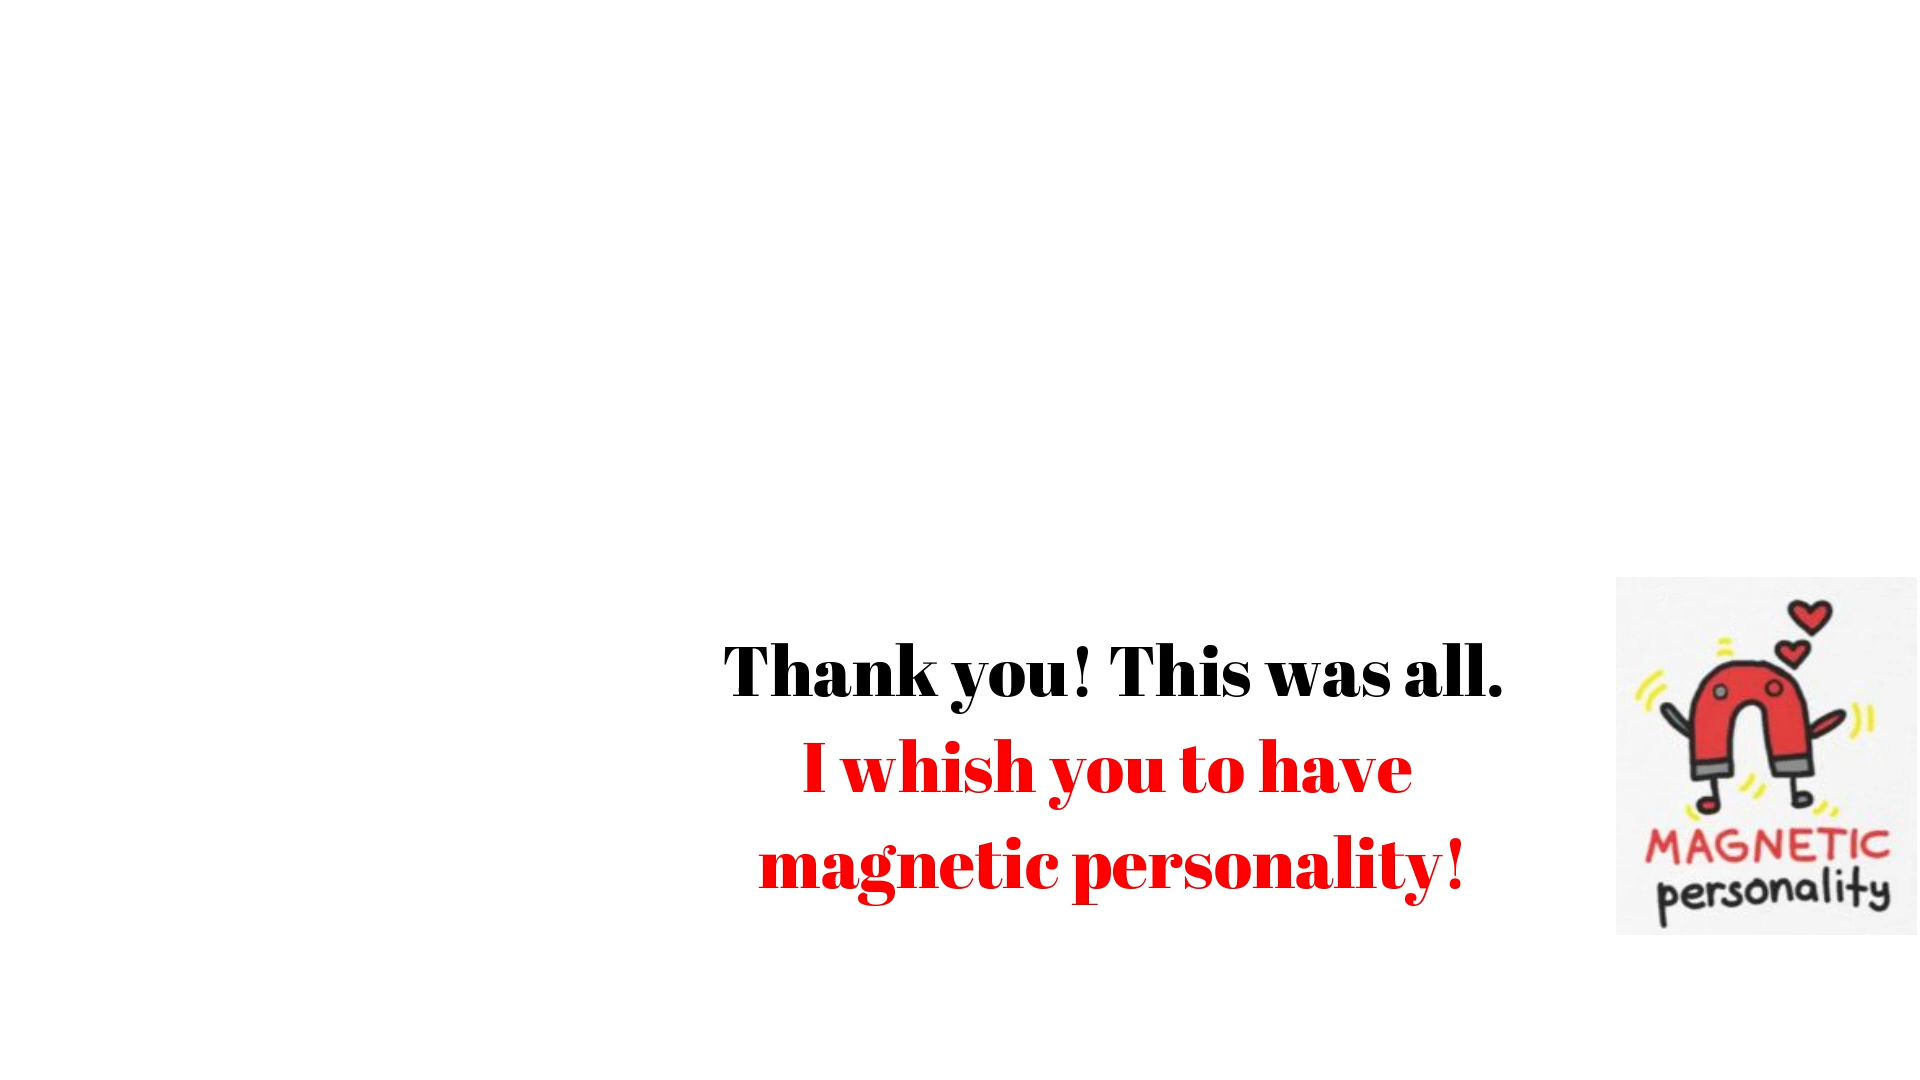 Thank you! This was all.
I whish you to have
magnetic personality!
MAGNETIC
personality